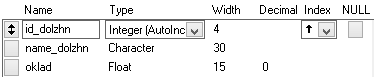 Name Type Width Decimal Index NULL
id_dolzhn Integer (AutoInc 4
name_dolzhn Character 30
oklad Float 15 0